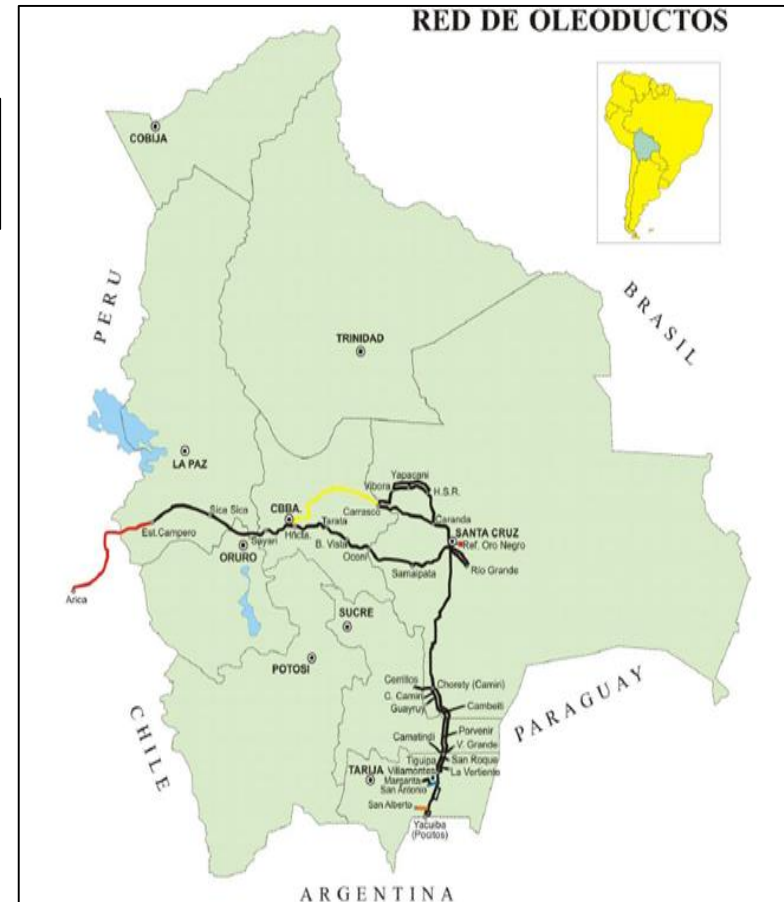 RED DE OLEODUCTOS
COBIJA
PERU
BRASIL
TRINIDAD
LA PAZ
Yapacani
Vibora
H.S.R.
CBBA.
Carrasco
Sica Sica
Caranda
Tarata
SANTA CRUZ
Est.Campero
Sayari
Ref. Oro Negro
B. Vista
ORURO
Oconi
Samaipata
Río Grande
Arica
SUCRE
POTOSI
Cerrillos
Chorety (Camiri)
C. Camiri
Guayruy
Cambeiti
CHILE
PARAGUAY
Porvenir
Camatindi
V. Grande
Tiguipa
San Roque
TARIJA
Villamontes
La Vertiente
Margarita
San Antonio
San Alberto
Yacuiba
(Pocitos)
ARGENTINA